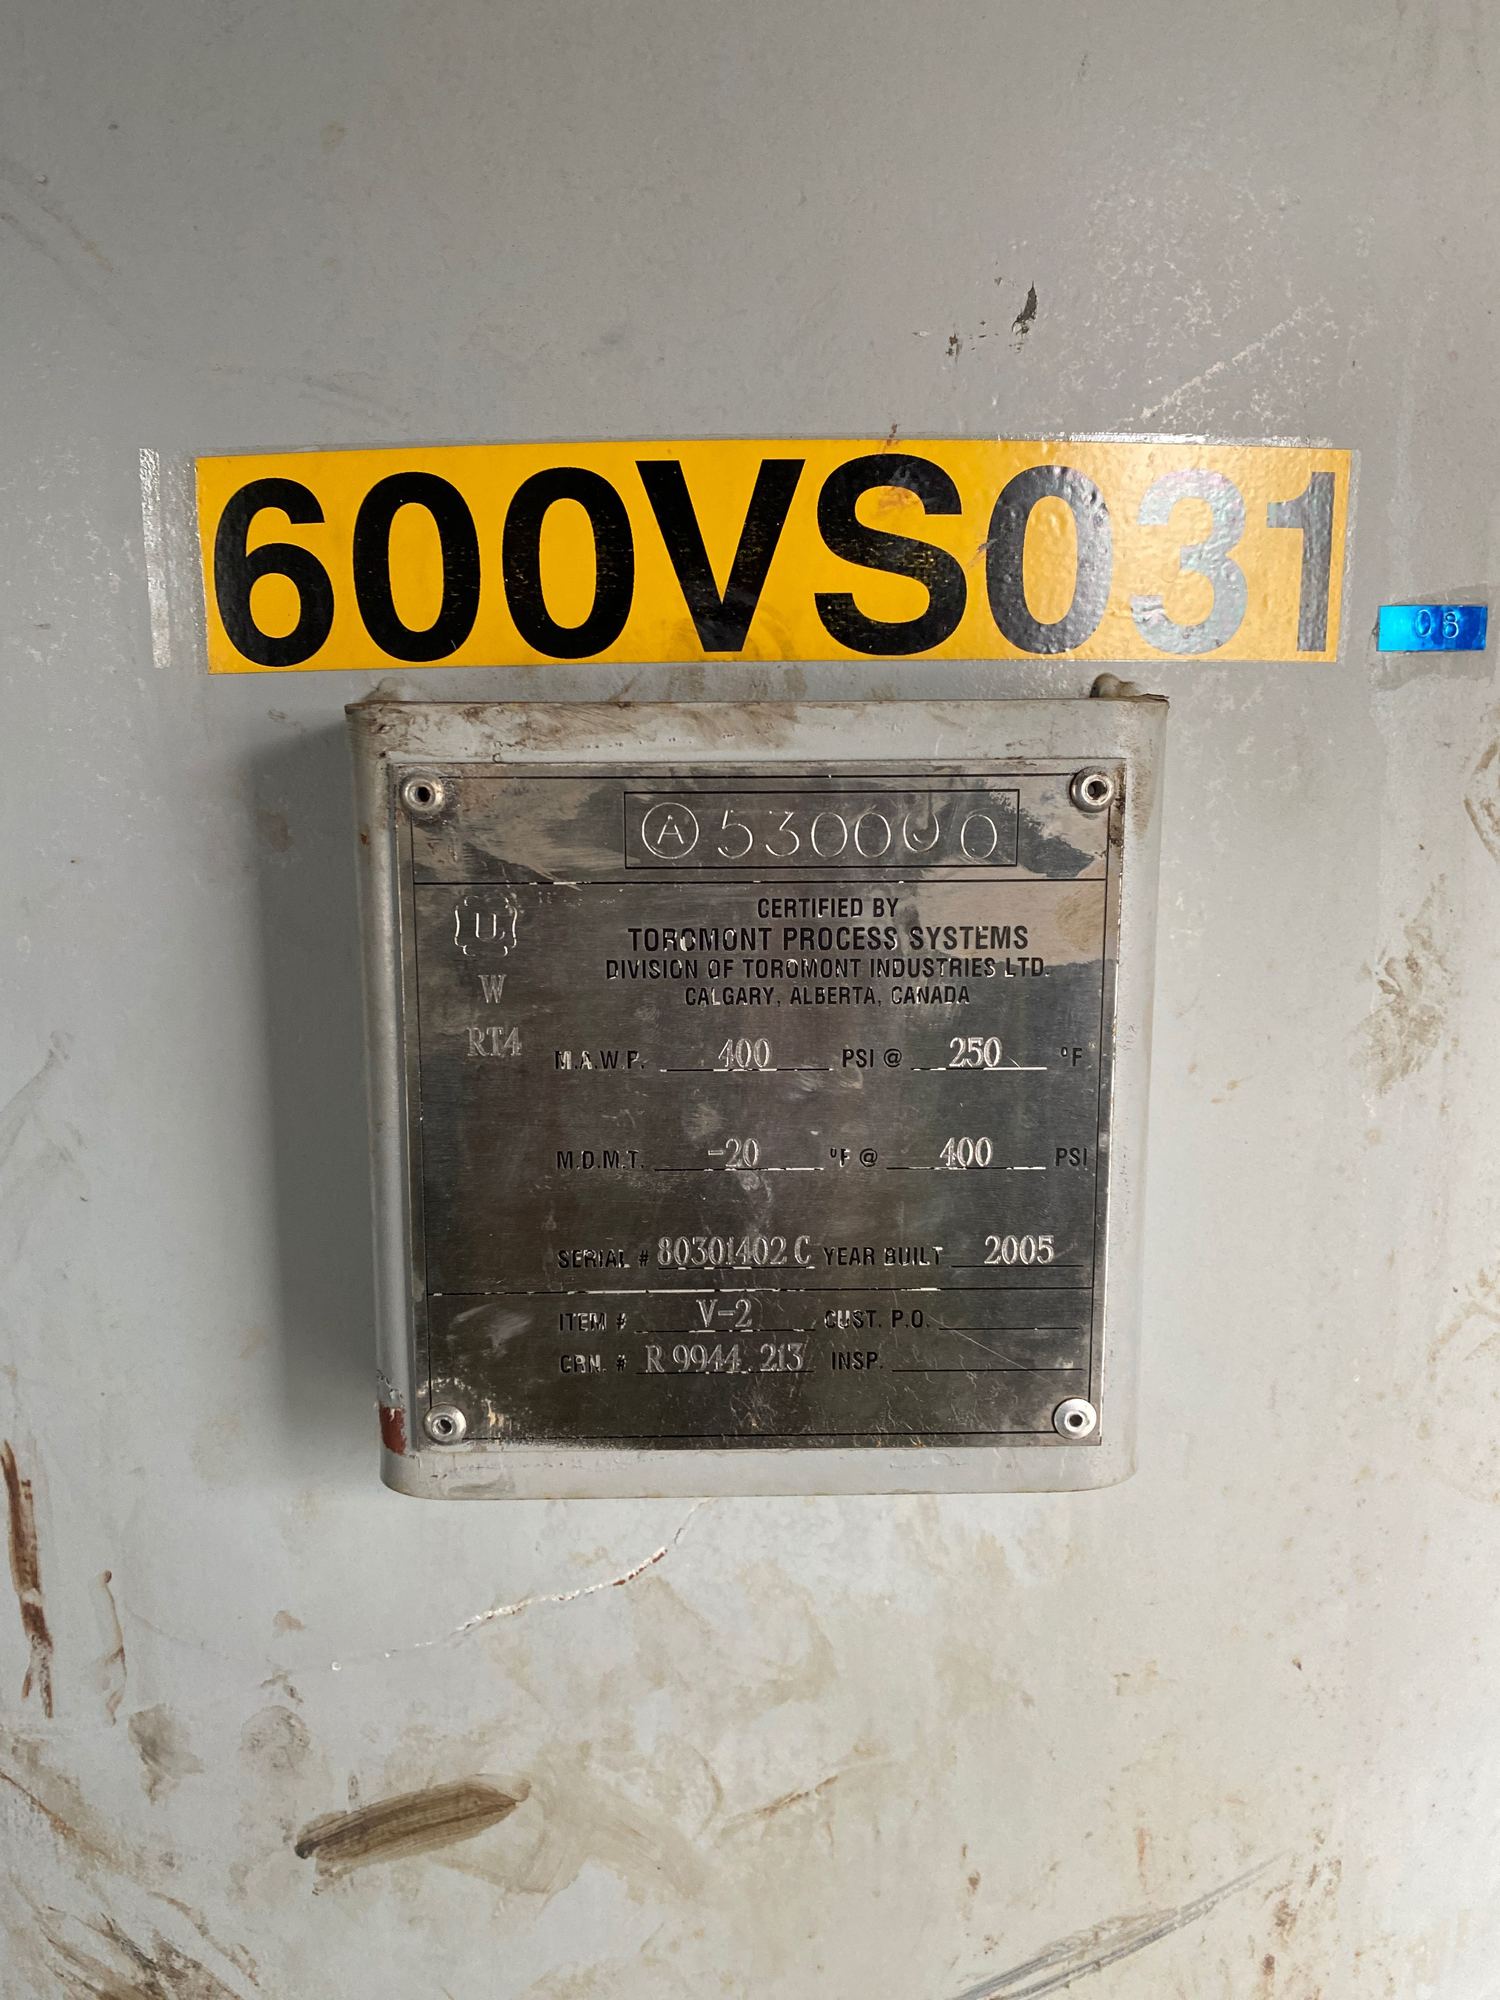 600VS031
08
A 530000
U
CERTIFIED BY
TOROMONT PROCESS SYSTEMS
DIVISION OF TOROMONT INDUSTRIES LTD.
CALGARY, ALBERTA, CANADA
W
RT4
M.A.W.P. 400 PSI @ 250 °F
M.D.M.T. -20 °F @ 400 PSI
SERIAL # 80301402 C YEAR BUILT 2005
ITEM # V-2 CUST. P.O.
CRN. # R 9944.213 INSP.